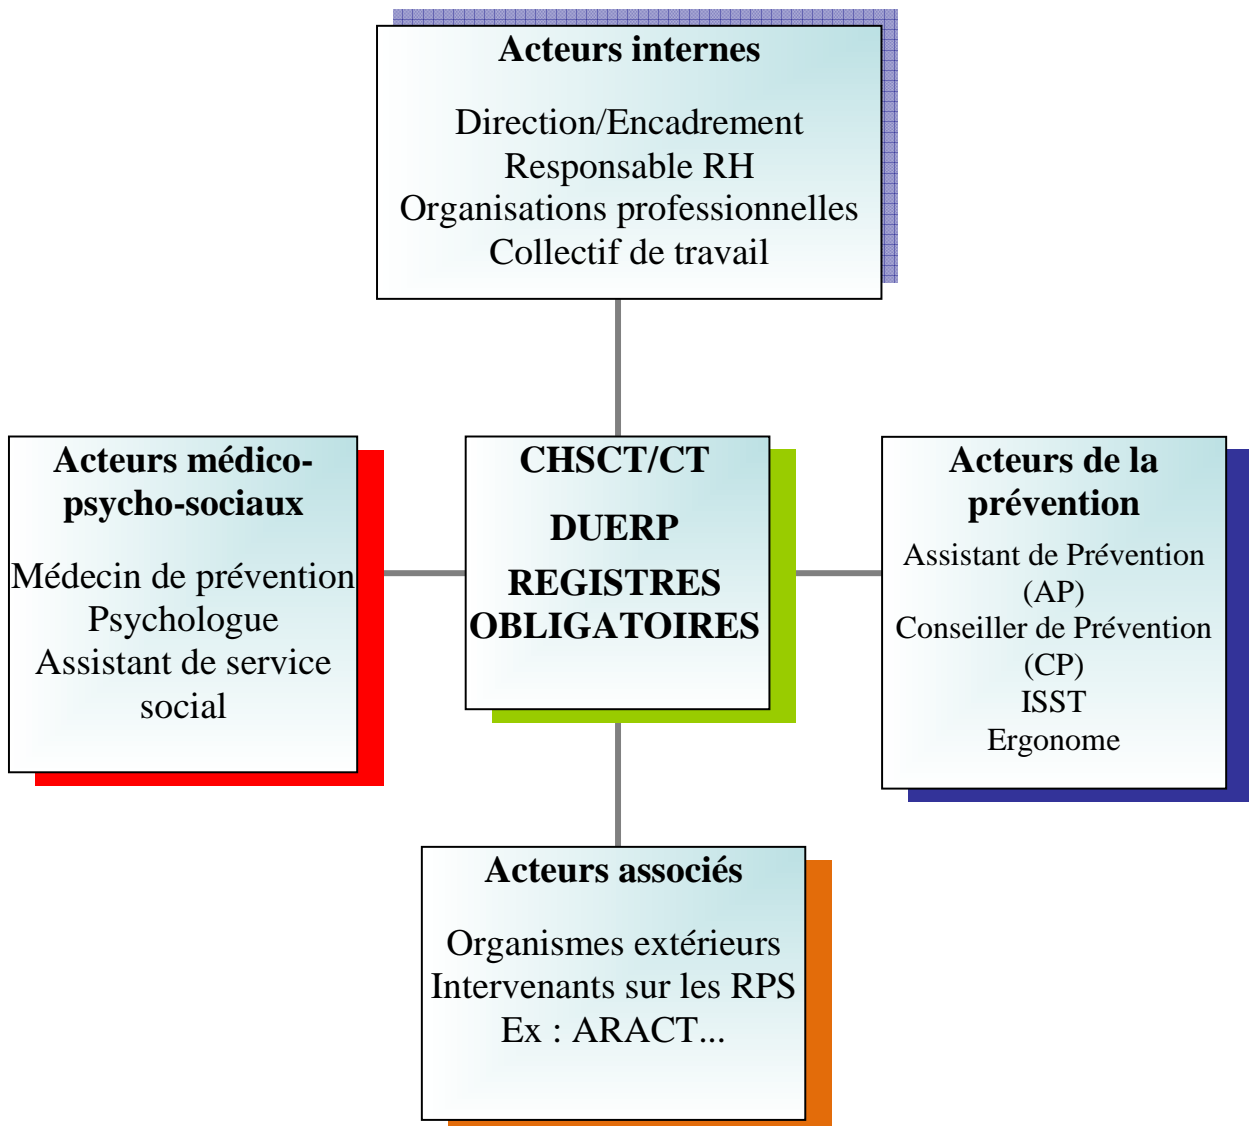 Acteurs internes
Direction/Encadrement
Responsable RH
Organisations professionnelles
Collectif de travail
Acteurs médico-
psycho-sociaux
Médecin de prévention
Psychologue
Assistant de service
social
CHSCT/CT
DUERP
REGISTRES
OBLIGATOIRES
Acteurs de la
prévention
Assistant de Prévention
(AP)
Conseiller de Prévention
(CP)
ISST
Ergonome
Acteurs associés
Organismes extérieurs
Intervenants sur les RPS
Ex : ARACT...